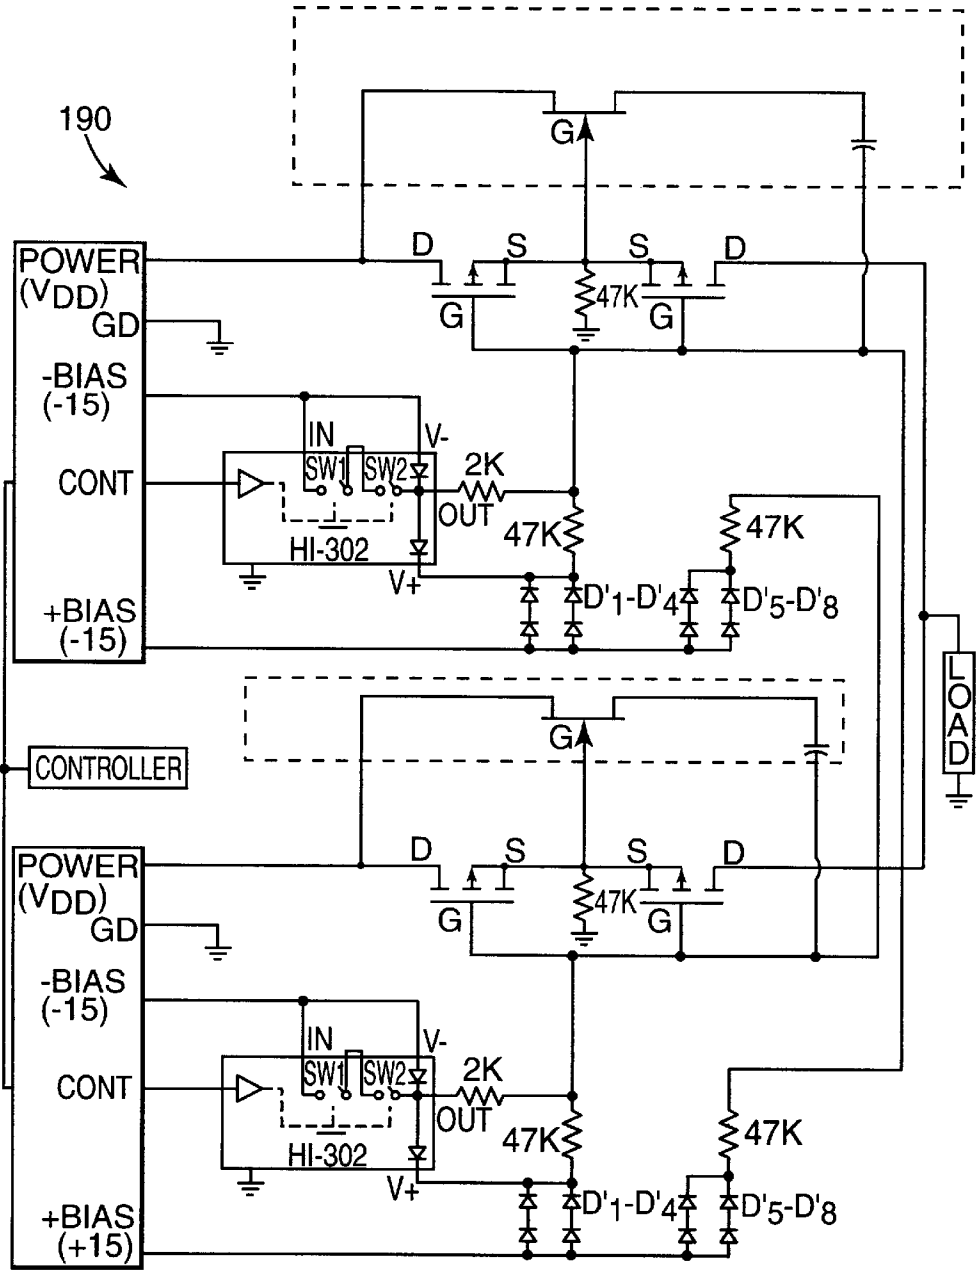 190
G
POWER
(VDD)
GD
-BIAS
(-15)
CONT
+BIAS
(-15)
D
S
S
D
G
47K
G
IN
V-
SW1
SW2
2K
OUT
HI-302
V+
47K
47K
D'1-D'4
D'5-D'8
LOAD
CONTROLLER
G
POWER
(VDD)
GD
-BIAS
(-15)
CONT
+BIAS
(+15)
D
S
S
D
G
47K
G
IN
V-
SW1
SW2
2K
OUT
HI-302
V+
47K
47K
D'1-D'4
D'5-D'8